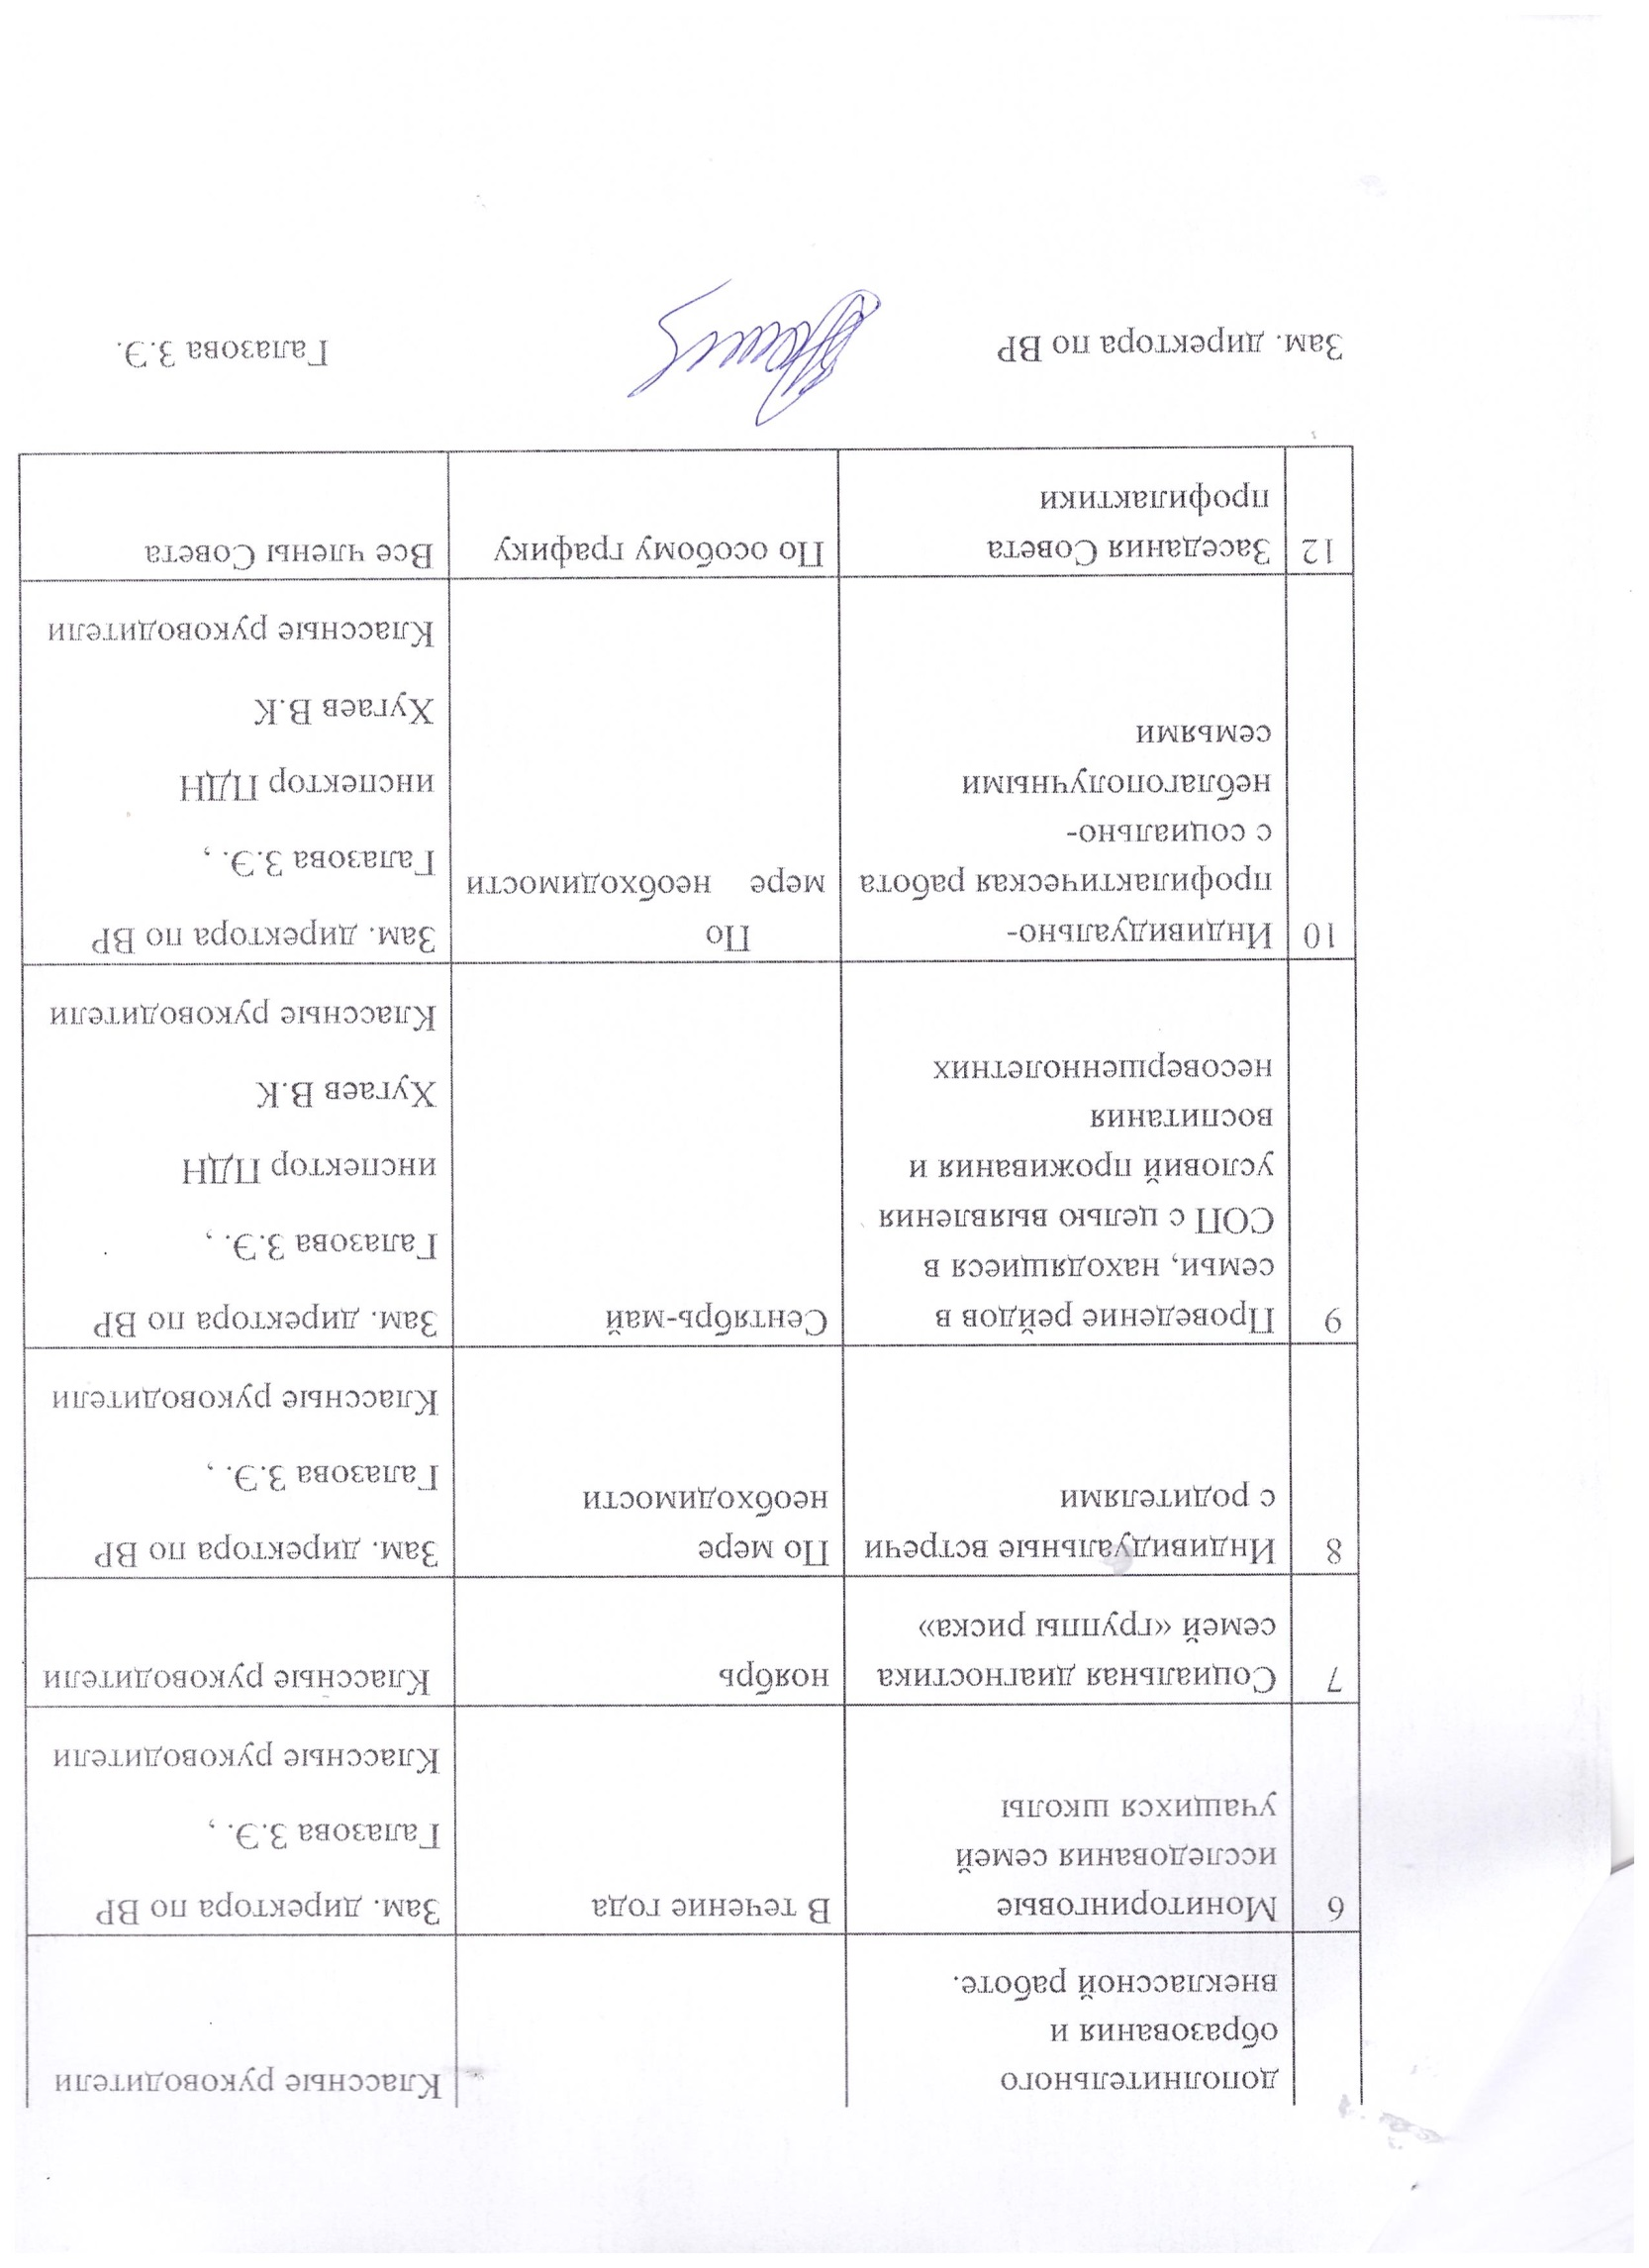 дополнительного
образования и
внеклассной работе.
Классные руководители
6
Мониторинговые
исследования семей
учащихся школы
В течение года
Зам. директора по ВР
Галазова З.Э. ,
Классные руководители
7
Социальная диагностика
семей «группы риска»
ноябрь
Классные руководители
8
Индивидуальные встречи
с родителями
По мере
необходимости
Зам. директора по ВР
Галазова З.Э. ,
Классные руководители
9
Проведение рейдов в
семьи, находящиеся в
СОП с целью выявления
условий проживания и
воспитания
несовершеннолетних
Сентябрь-май
Зам. директора по ВР
Галазова З.Э. ,
инспектор ПДН
Хугаев В.К
Классные руководители
10
Индивидуально-
профилактическая работа
с социально-
неблагополучными
семьями
По
мере необходимости
Зам. директора по ВР
Галазова З.Э. ,
инспектор ПДН
Хугаев В.К
Классные руководители
12
Заседания Совета
профилактики
По особому графику
Все члены Совета
Зам. директора по ВР
Галазова З.Э.